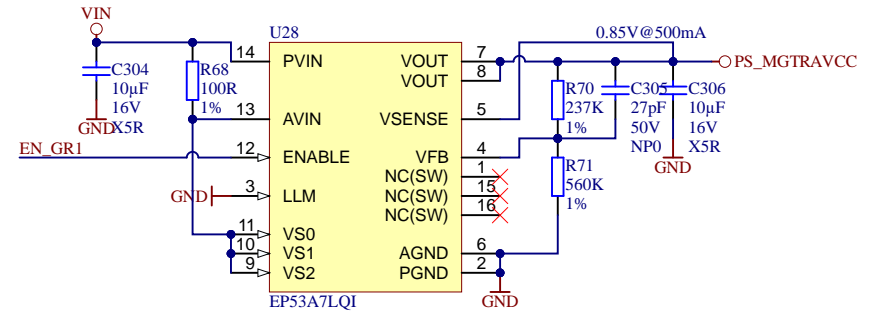 VIN
U28
0.85V@500mA
14
PVIN
VOUT
7
VOUT
8
PS_MGTRAVCC
C304
10µF
16V
X5R
GND
R68
100R
1%
13
AVIN
VSENSE
5
R70
237K
1%
C305
27pF
50V
NP0
C306
10µF
16V
X5R
GND
EN_GR1
12
ENABLE
VFB
4
NC(SW)
1
R71
560K
1%
GND
3
LLM
NC(SW)
15
NC(SW)
16
11
VS0
10
VS1
9
VS2
AGND
6
PGND
2
GND
EP53A7LQI